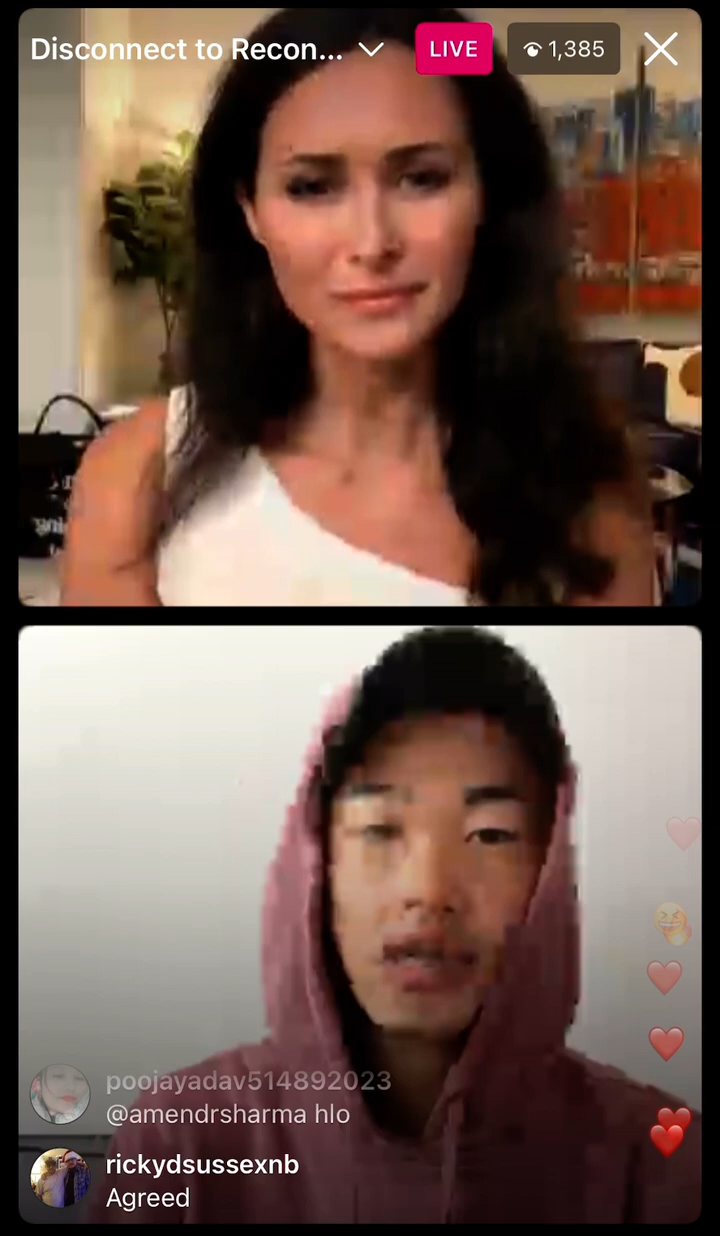 Disconnect to Recon...
LIVE
1,385
poojayadav514892023
@amendrsharma hlo
rickydsussexnb
Agreed